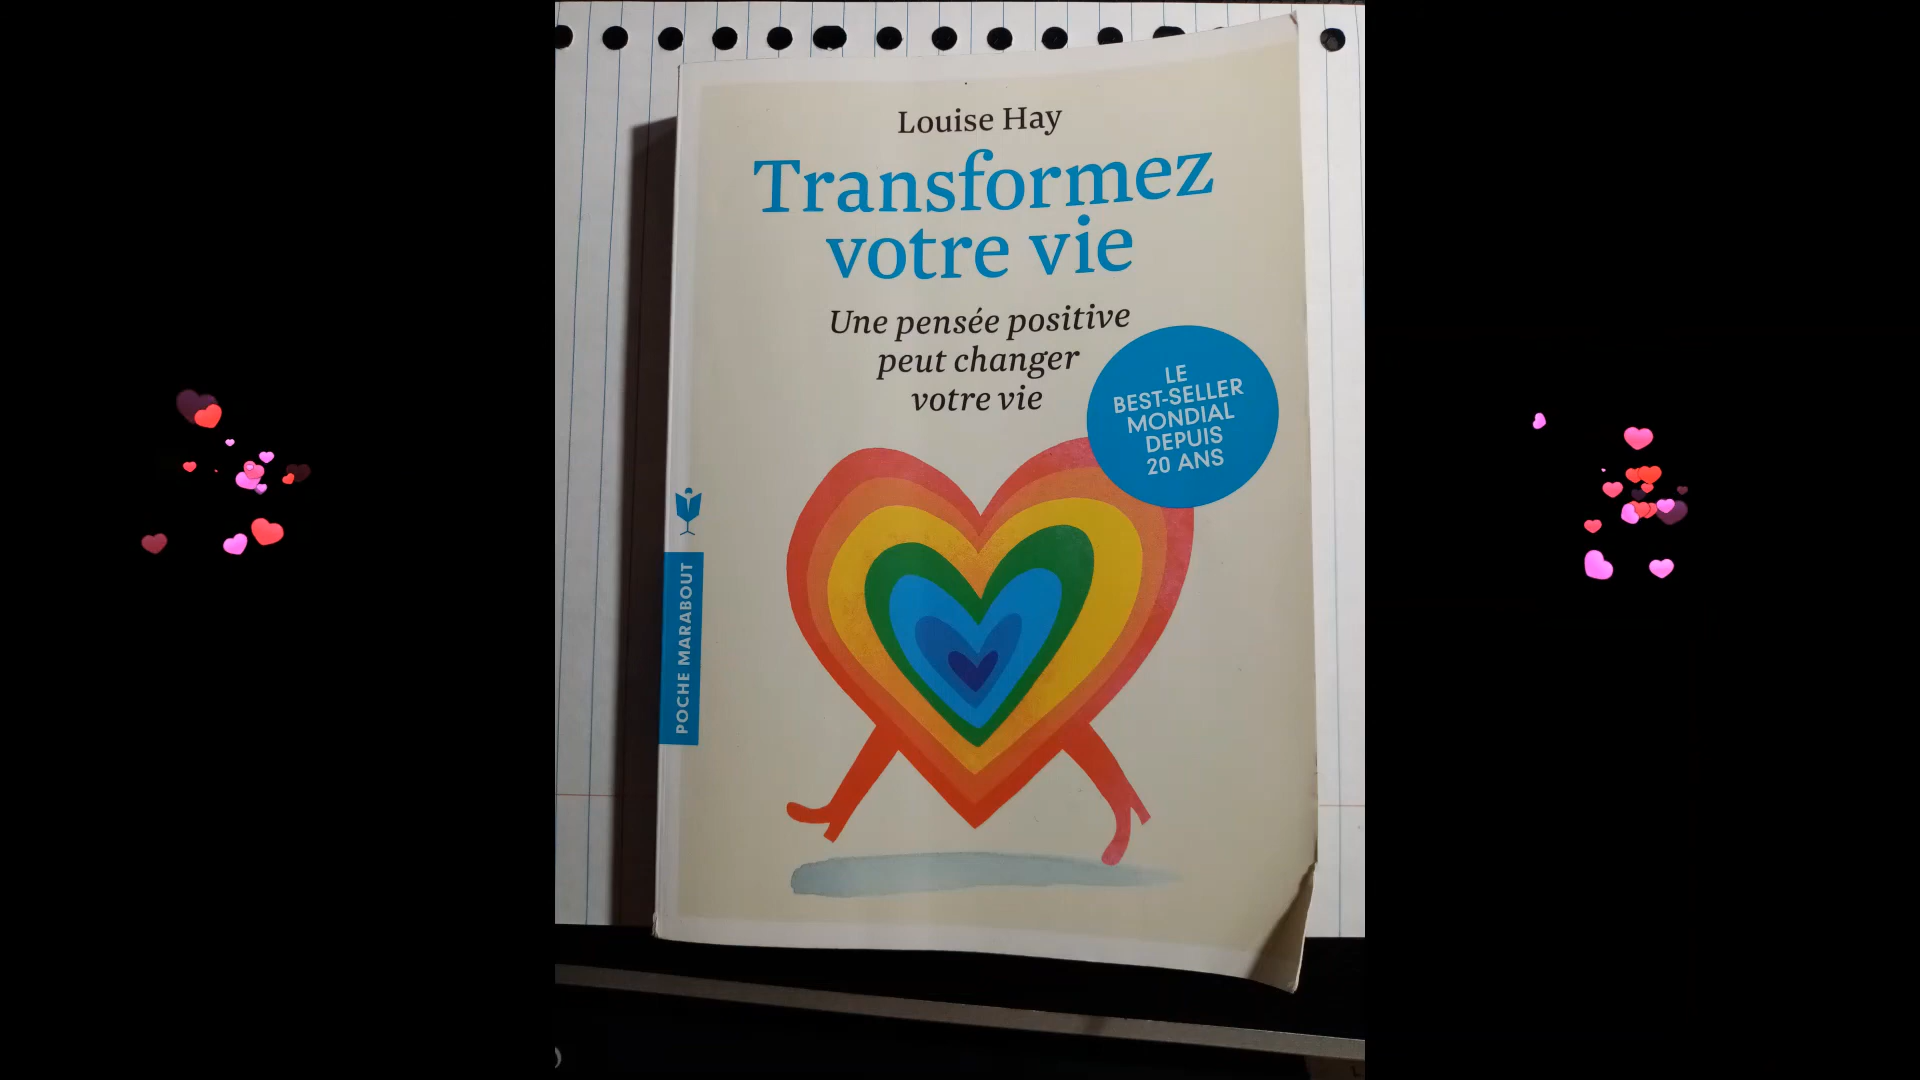 Louise Hay
Transformez
votre vie
Une pensée positive
peut changer
votre vie
LE
BEST-SELLER
MONDIAL
DEPUIS
20 ANS
POCHE MARABOUT